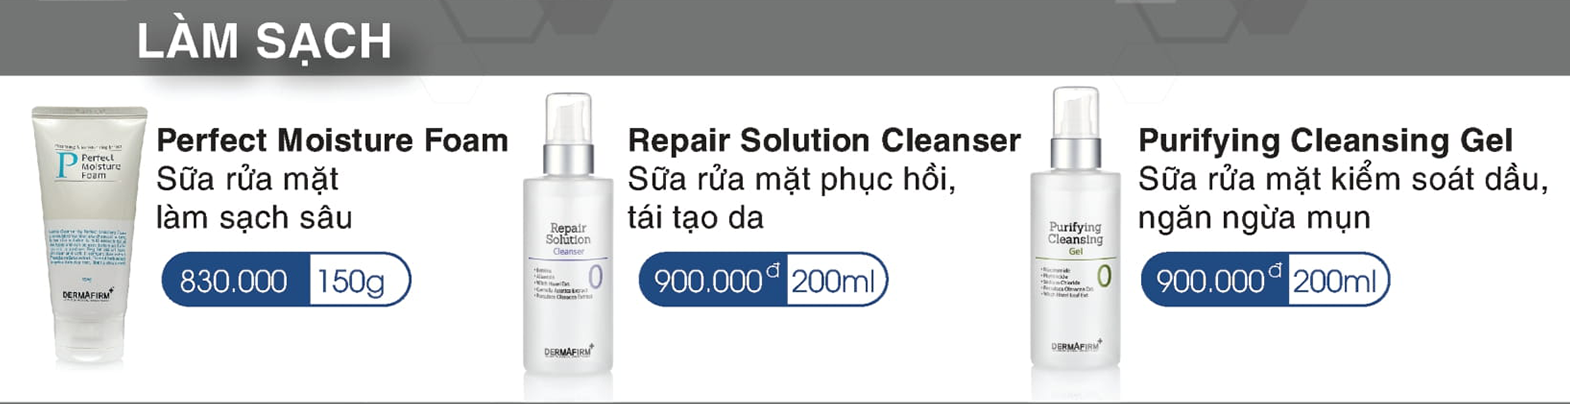 LÀM SẠCH
Perfect Moisture Foam
Sữa rửa mặt
làm sạch sâu
830.000 150g
P Perfect
Moisture
Foam
DERMAFIRM
Repair Solution Cleanser
Sữa rửa mặt phục hồi,
tái tạo da
900.000đ 200ml
Repair
Solution
Cleanser
DERMAFIRM
Purifying Cleansing Gel
Sữa rửa mặt kiểm soát dầu,
ngăn ngừa mụn
900.000đ 200ml
Purifying
Cleansing
Gel
DERMAFIRM